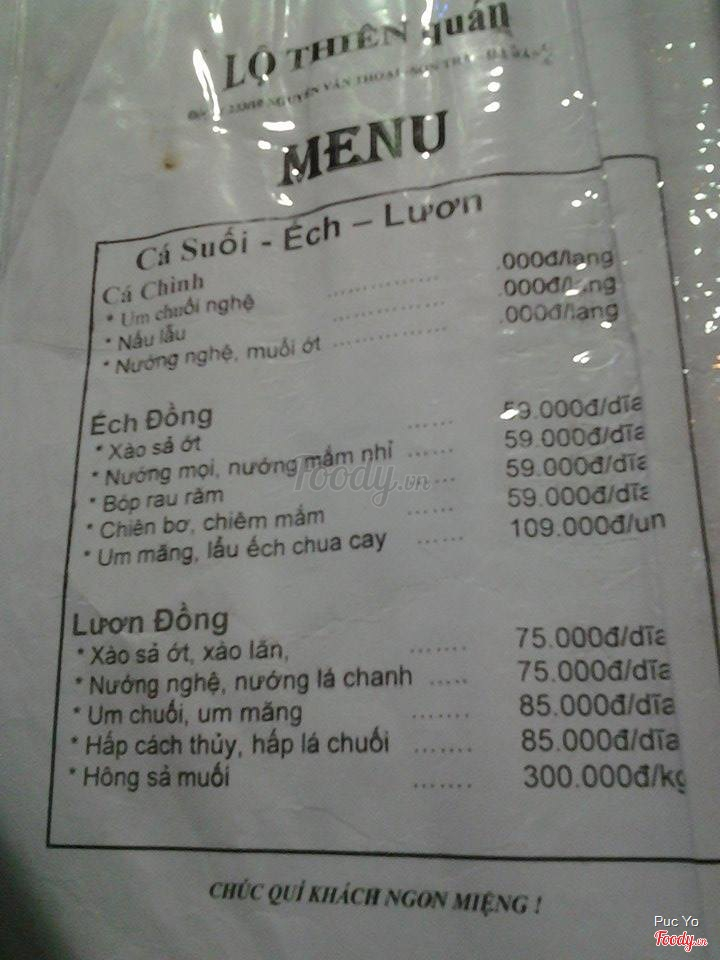 LỘ THIÊN quán
NGUYỄN VĂN THOẠI
MENU
Cá Suối - Ếch – Lươn
Cá Chình
* Um chuối nghệ ............... .000đ/lạng
* Nấu lẩu ............... .000đ/lạng
* Nướng nghệ, muối ớt ............... .000đ/lạng
Ếch Đồng
* Xào sả ớt ...... 59.000đ/dĩa
* Nướng mọi, nướng mắm nhỉ 59.000đ/dĩa
* Bóp rau răm ...... 59.000đ/dĩa
* Chiên bơ, chiêm mắm ...... 59.000đ/dĩa
* Um măng, lẩu ếch chua cay ...... 109.000đ/un
Lươn Đồng
* Xào sả ớt, xào lăn, ....... 75.000đ/dĩa
* Nướng nghệ, nướng lá chanh ..... 75.000đ/dĩa
* Um chuối, um măng ....... 85.000đ/dĩa
* Hấp cách thủy, hấp lá chuối ....... 85.000đ/dĩa
* Hông sả muối ....... 300.000đ/kg
CHÚC QUÍ KHÁCH NGON MIỆNG !
Foody.vn
Puc Yo
Foody.vn